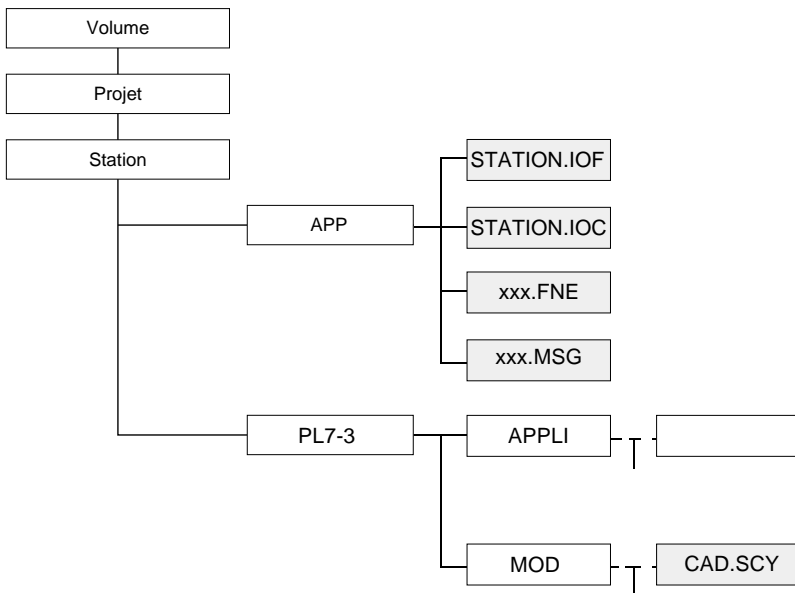 Volume
Projet
Station
STATION.IOF
STATION.IOC
APP
xxx.FNE
xxx.MSG
PL7-3
APPLI
MOD
CAD.SCY